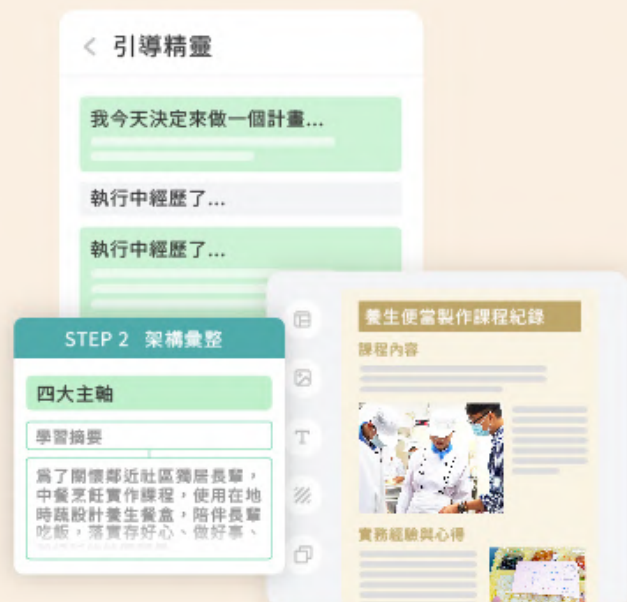 引導精靈
我今天決定來做一個計畫...
執行中經歷了...
執行中經歷了...
STEP 2 架構彙整
四大主軸
學習摘要
為了關懷鄰近社區獨居長輩，
中餐烹飪實作課程，使用在地
時蔬設計養生餐盒，陪伴長輩
吃飯，落實存好心、做好事、
養生便當製作課程紀錄
課程內容
T
實務經驗與心得